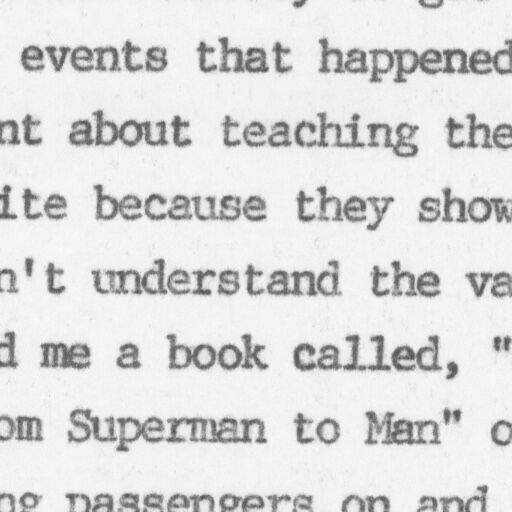 events that happened
nt about teaching the
ite because they show
n't understand the va
d me a book called, "
om Superman to Man" o
ng passengers on and